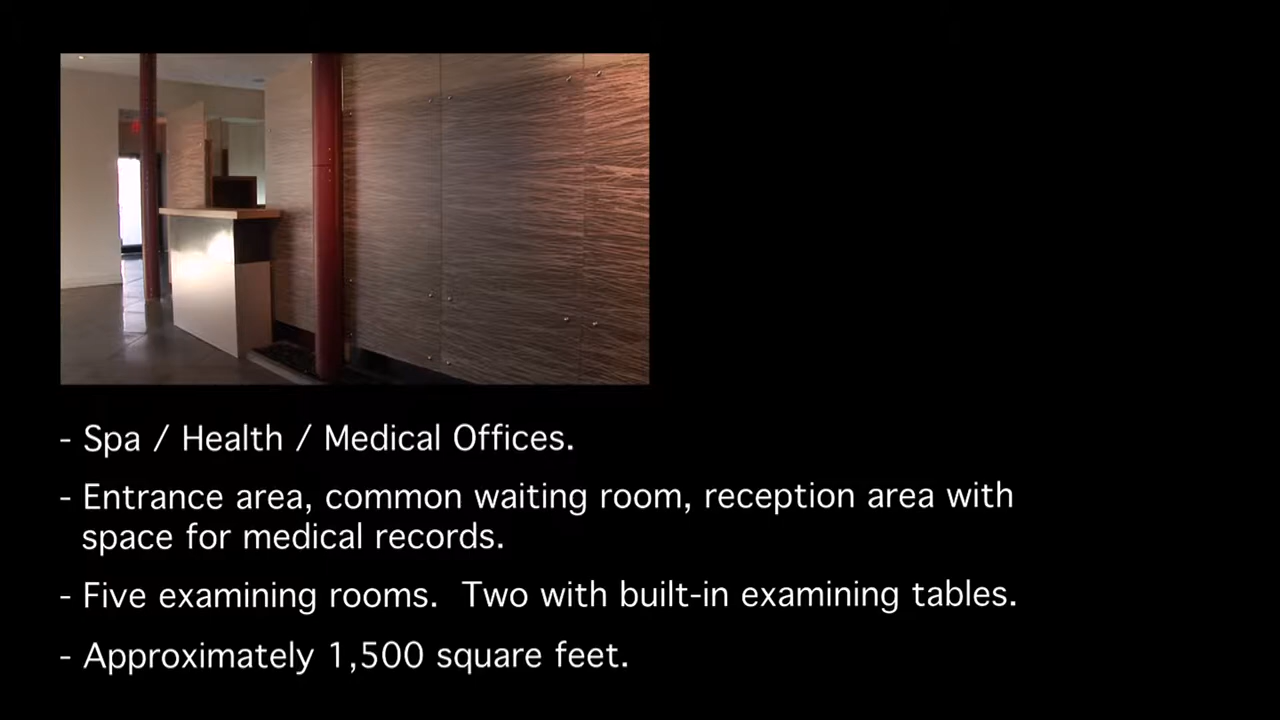 - Spa / Health / Medical Offices.
- Entrance area, common waiting room, reception area with
space for medical records.
- Five examining rooms.  Two with built-in examining tables.
- Approximately 1,500 square feet.